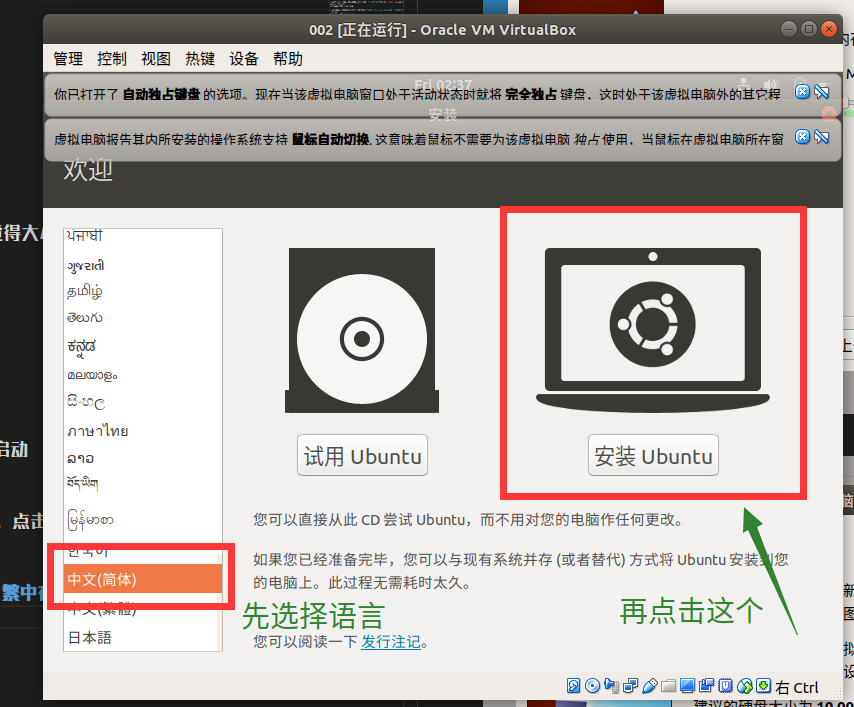 002 [正在运行] - Oracle VM VirtualBox
管理 控制 视图 热键 设备 帮助
Fri 02:37
你已打开了 自动独占键盘 的选项。现在当该虚拟电脑窗口处于活动状态时就将 完全独占 键盘，这时处于该虚拟电脑外的其它程
安装
虚拟电脑报告其内所安装的操作系统支持 鼠标自动切换. 这意味着鼠标不需要为该虚拟电脑 独占 使用，当鼠标在虚拟电脑所在窗
欢迎
ਪੰਜਾਬੀ
ગુજરાતી
தமிழ்
తెలుగు
ಕನ್ನಡ
മലയാളം
සිංහල
ภาษาไทย
ລາວ
བོད་ཡིག
မြန်မာစာ
한국어
中文(简体)
中文(繁體)
日本語
试用 Ubuntu
安装 Ubuntu
您可以直接从此 CD 尝试 Ubuntu，而不用对您的电脑作任何更改。
如果您已经准备完毕，您可以与现有系统并存 (或者替代) 方式将 Ubuntu 安装到您
的电脑上。此过程无需耗时太久。
先选择语言
再点击这个
您可以阅读一下 发行注记。
右 Ctrl
启动
点击
繁中